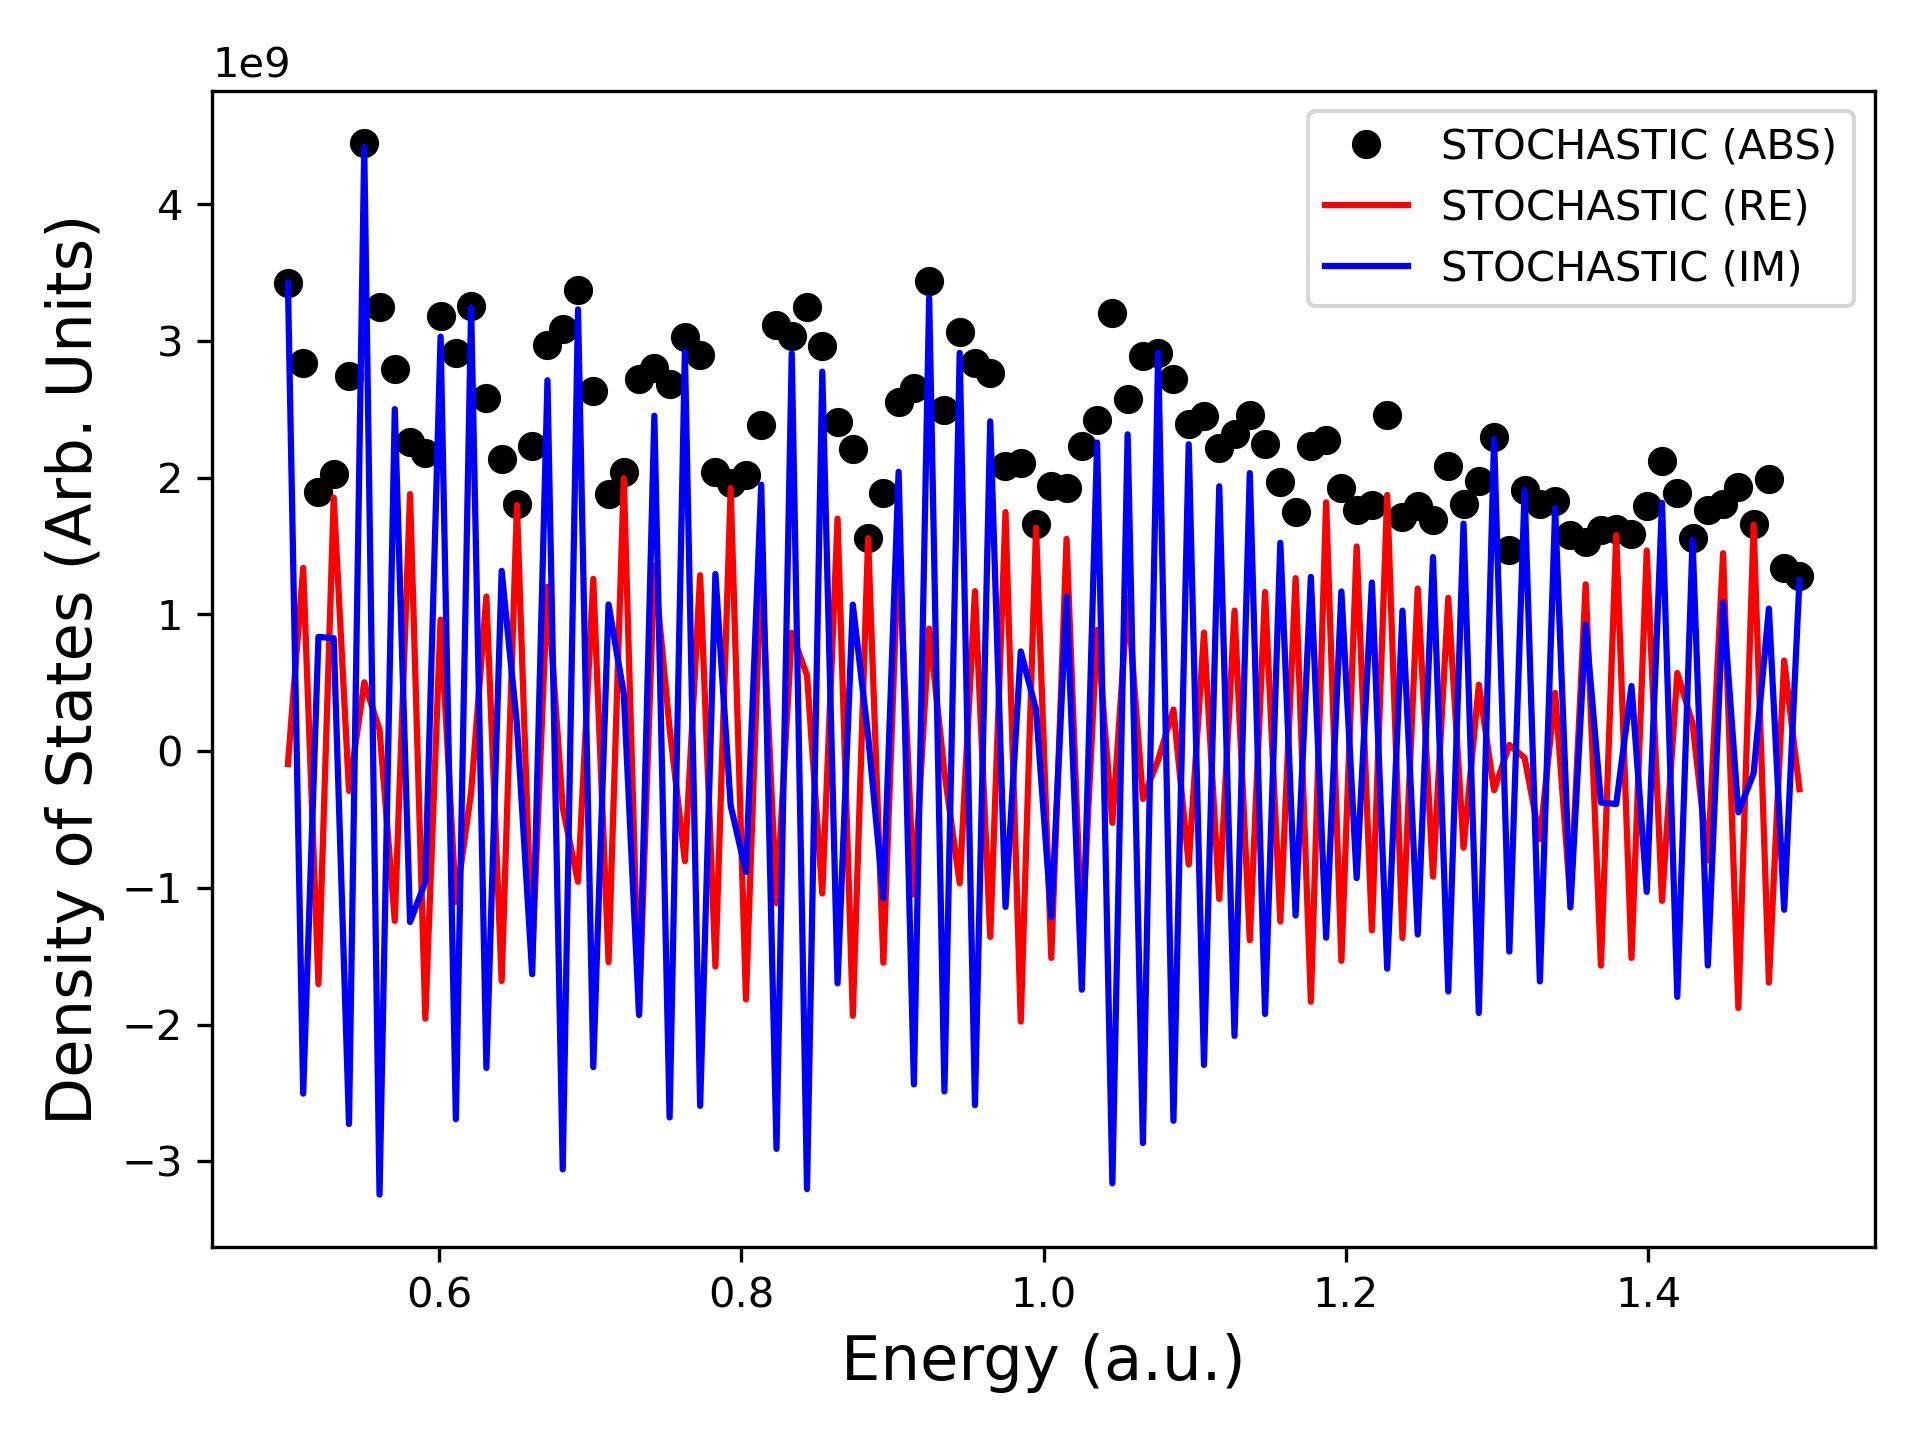 1e9
STOCHASTIC (ABS)
STOCHASTIC (RE)
STOCHASTIC (IM)
Density of States (Arb. Units)
4
3
2
1
0
−1
−2
−3
0.6 0.8 1.0 1.2 1.4
Energy (a.u.)